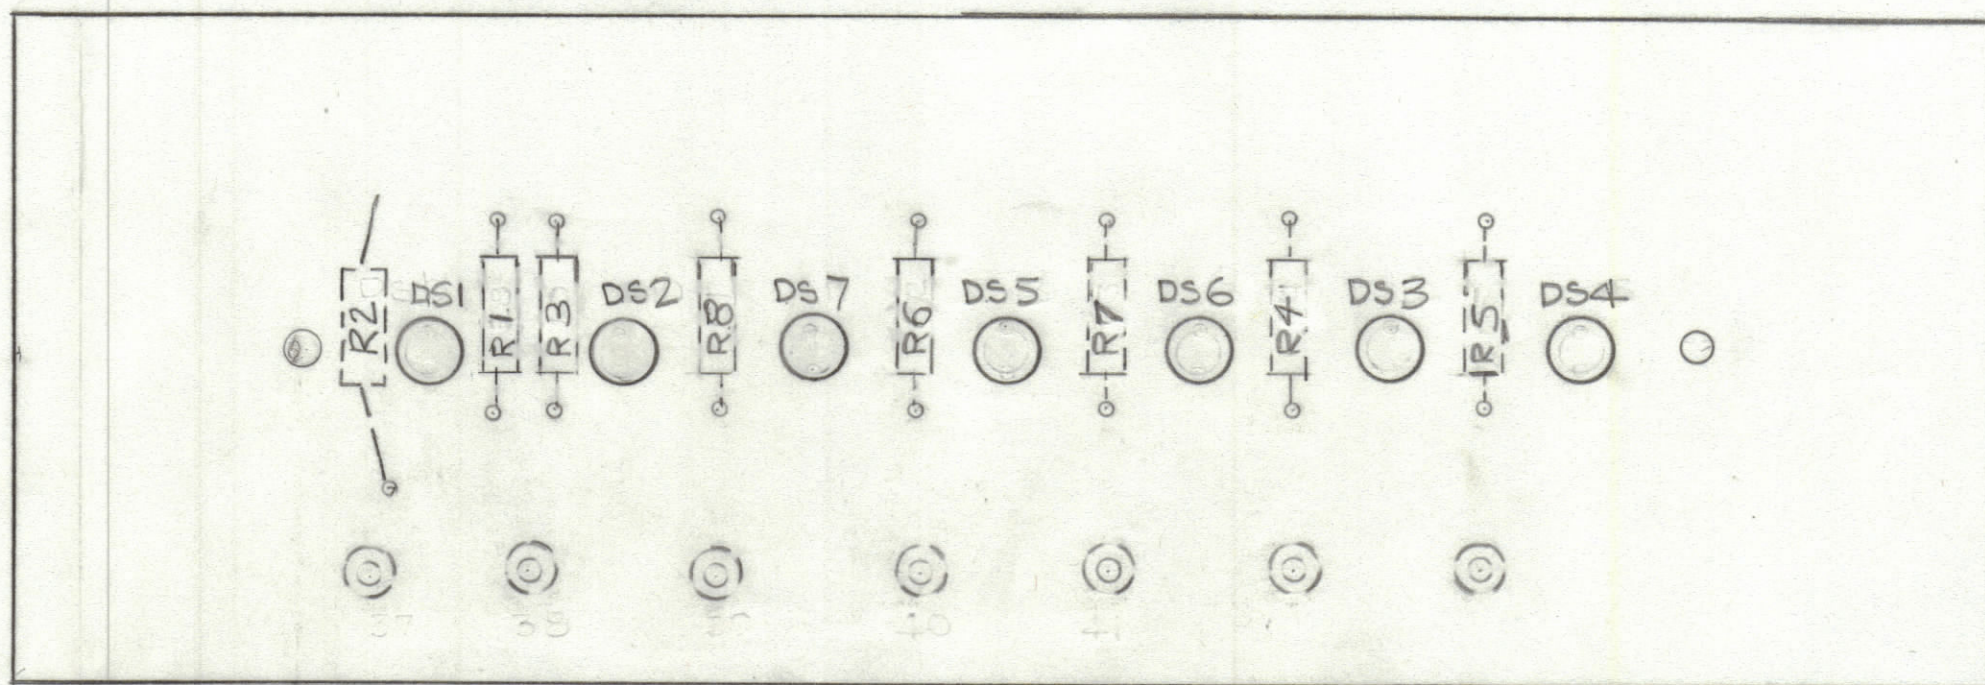 DS1 DS2 DS7 DS5 DS6 DS3 DS4
R2 R1 R3 R8 R6 R7 R4 R5
37 38 40 41